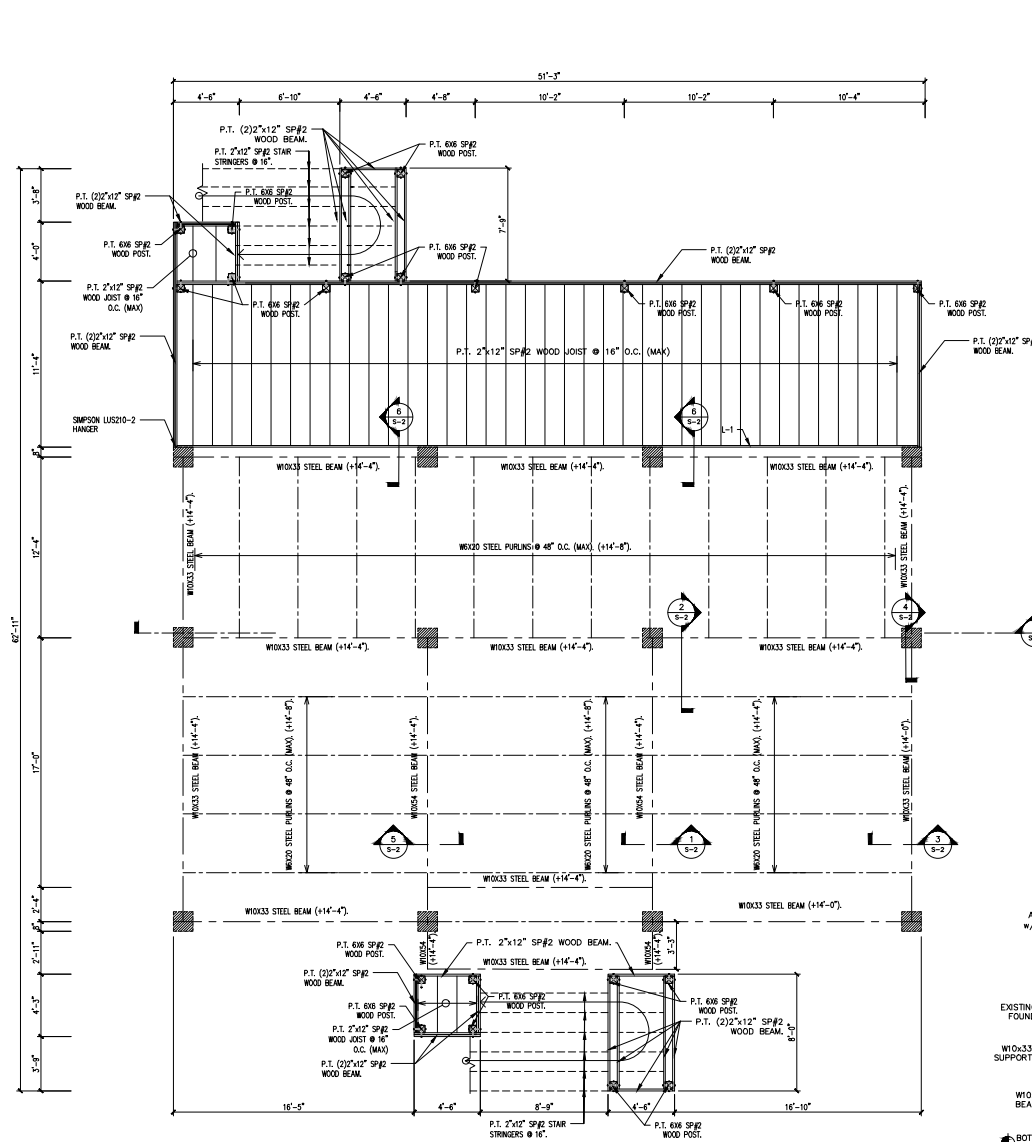 51'-3"
4'-6"
6'-10"
4'-6"
4'-8"
10'-2"
10'-2"
10'-4"
P.T. (2)2"x12" SP#2
WOOD BEAM.
P.T. 2"x12" SP#2 STAIR
STRINGERS @ 16".
P.T. 6X6 SP#2
WOOD POST.
P.T. (2)2"x12" SP#2
WOOD BEAM.
P.T. 6X6 SP#2
WOOD POST.
3'-8"
7'-9"
P.T. 6X6 SP#2
WOOD POST.
P.T. 6X6 SP#2
WOOD POST.
P.T. (2)2"x12" SP#2
WOOD BEAM.
4'-0"
P.T. 2"x12" SP#2
WOOD JOIST @ 16"
O.C. (MAX)
P.T. 6X6 SP#2
WOOD POST.
P.T. 6X6 SP#2
WOOD POST.
P.T. 6X6 SP#2
WOOD POST.
P.T. 6X6 SP#2
WOOD POST.
P.T. (2)2"x12" SP#2
WOOD BEAM.
P.T. 2"x12" SP#2 WOOD JOIST @ 16" O.C. (MAX)
P.T. (2)2"x12" SP#
WOOD BEAM.
11'-4"
SIMPSON LUS210-2
HANGER
6
S-2
6
S-2
L-1
8"
W10X33 STEEL BEAM (+14'-4").
W10X33 STEEL BEAM (+14'-4").
W10X33 STEEL BEAM (+14'-4").
W10X33 STEEL BEAM (+14'-4").
W6X20 STEEL PURLINS @ 48" O.C. (MAX). (+14'-8").
W10X33 STEEL BEAM (+14'-4").
12'-4"
2
S-2
4
S-2
62'-11"
W10X33 STEEL BEAM (+14'-4").
W10X33 STEEL BEAM (+14'-4").
W10X33 STEEL BEAM (+14'-4").
17'-0"
W10X33 STEEL BEAM (+14'-4").
W6X20 STEEL PURLINS @ 48" O.C. (MAX). (+14'-8").
W10X54 STEEL BEAM (+14'-4").
W6X20 STEEL PURLINS @ 48" O.C. (MAX). (+14'-8").
W10X54 STEEL BEAM (+14'-4").
W6X20 STEEL PURLINS @ 48" O.C. (MAX). (+14'-4").
W10X33 STEEL BEAM (+14'-0").
5
S-2
1
S-2
3
S-2
W10X33 STEEL BEAM (+14'-4").
2'-4"
W10X33 STEEL BEAM (+14'-4").
W10X33 STEEL BEAM (+14'-0").
8"
2'-11"
P.T. 6X6 SP#2
WOOD POST.
W10X54
(+14'-4").
P.T. 2"x12" SP#2 WOOD BEAM.
W10X54
(+14'-4").
3'-3"
W10X33 STEEL BEAM (+14'-4").
P.T. (2)2"x12" SP#2
WOOD BEAM.
4'-3"
P.T. 6X6 SP#2
WOOD POST.
P.T. 6X6 SP#2
WOOD POST.
P.T. 6X6 SP#2
WOOD POST.
P.T. (2)2"x12" SP#2
WOOD BEAM.
8'-0"
P.T. 2"x12" SP#2
WOOD JOIST @ 16"
O.C. (MAX)
P.T. (2)2"x12" SP#2
WOOD BEAM.
3'-9"
EXISTING
FOUN
W10x33
SUPPORT
W10
BEA
BOT
16'-5"
4'-6"
8'-9"
4'-6"
16'-10"
P.T. 2"x12" SP#2 STAIR
STRINGERS @ 16".
P.T. 6X6 SP#2
WOOD POST.